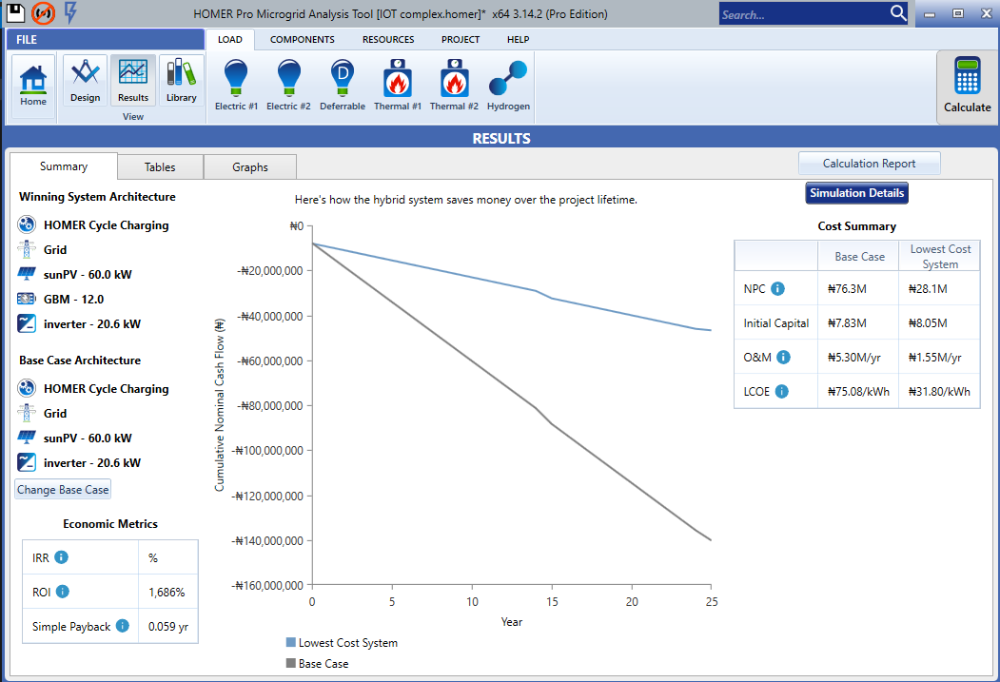 HOMER Pro Microgrid Analysis Tool [IOT complex.homer]* x64 3.14.2 (Pro Edition)
Search...
FILE
LOAD COMPONENTS RESOURCES PROJECT HELP
Home
Design
Results
Library
View
Electric #1
Electric #2
D
Deferrable
Thermal #1
Thermal #2
Hydrogen
Calculate
RESULTS
Summary
Tables
Graphs
Calculation Report
Simulation Details
Winning System Architecture
HOMER Cycle Charging
Grid
sunPV - 60.0 kW
GBM - 12.0
inverter - 20.6 kW
Base Case Architecture
HOMER Cycle Charging
Grid
sunPV - 60.0 kW
inverter - 20.6 kW
Change Base Case
Economic Metrics
IRR %
ROI 1,686%
Simple Payback 0.059 yr
Here's how the hybrid system saves money over the project lifetime.
Cumulative Nominal Cash Flow (₦)
₦0
-₦20,000,000
-₦40,000,000
-₦60,000,000
-₦80,000,000
-₦100,000,000
-₦120,000,000
-₦140,000,000
-₦160,000,000
0 5 10 15 20 25
Year
Lowest Cost System
Base Case
Cost Summary
Base Case
Lowest Cost
System
NPC ₦76.3M ₦28.1M
Initial Capital ₦7.83M ₦8.05M
O&M ₦5.30M/yr ₦1.55M/yr
LCOE ₦75.08/kWh ₦31.80/kWh